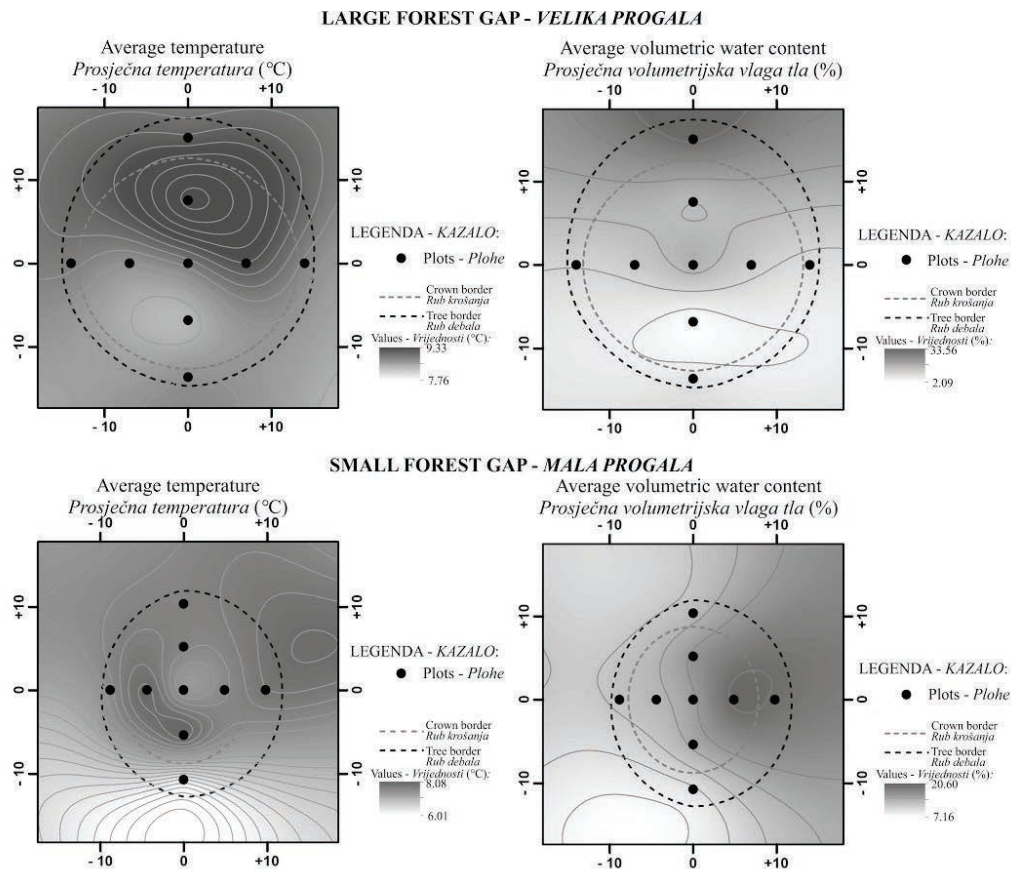 LARGE FOREST GAP - VELIKA PROGALA
Average temperature
Prosječna temperatura (°C)
- 10 0 +10
+10
0
- 10
+10
0
- 10
- 10 0 +10
LEGENDA - KAZALO:
Plots - Plohe
Crown border
Rub krošanja
Tree border
Rub debala
Values - Vrijednosti (°C):
9.33
7.76
Average volumetric water content
Prosječna volumetrijska vlaga tla (%)
- 10 0 +10
+10
0
- 10
+10
0
- 10
- 10 0 +10
LEGENDA - KAZALO:
Plots - Plohe
Crown border
Rub krošanja
Tree border
Rub debala
Values - Vrijednosti (%):
33.56
2.09
SMALL FOREST GAP - MALA PROGALA
Average temperature
Prosječna temperatura (°C)
- 10 0 +10
+10
0
- 10
+10
0
- 10
- 10 0 +10
LEGENDA - KAZALO:
Plots - Plohe
Crown border
Rub krošanja
Tree border
Rub debala
Values - Vrijednosti (°C):
8.08
6.01
Average volumetric water content
Prosječna volumetrijska vlaga tla (%)
- 10 0 +10
+10
0
- 10
+10
0
- 10
- 10 0 +10
LEGENDA - KAZALO:
Plots - Plohe
Crown border
Rub krošanja
Tree border
Rub debala
Values - Vrijednosti (%):
20.60
7.16